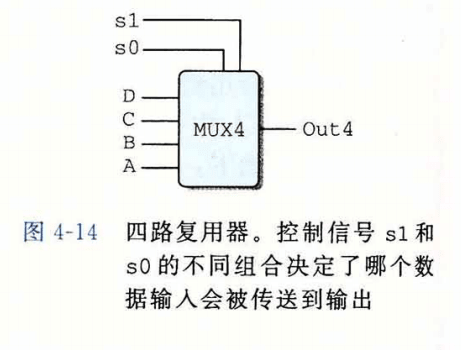 s1
s0
D
C
B
A
MUX4
Out4
图 4-14 四路复用器。控制信号 s1 和
s0 的不同组合决定了哪个数
据输入会被传送到输出